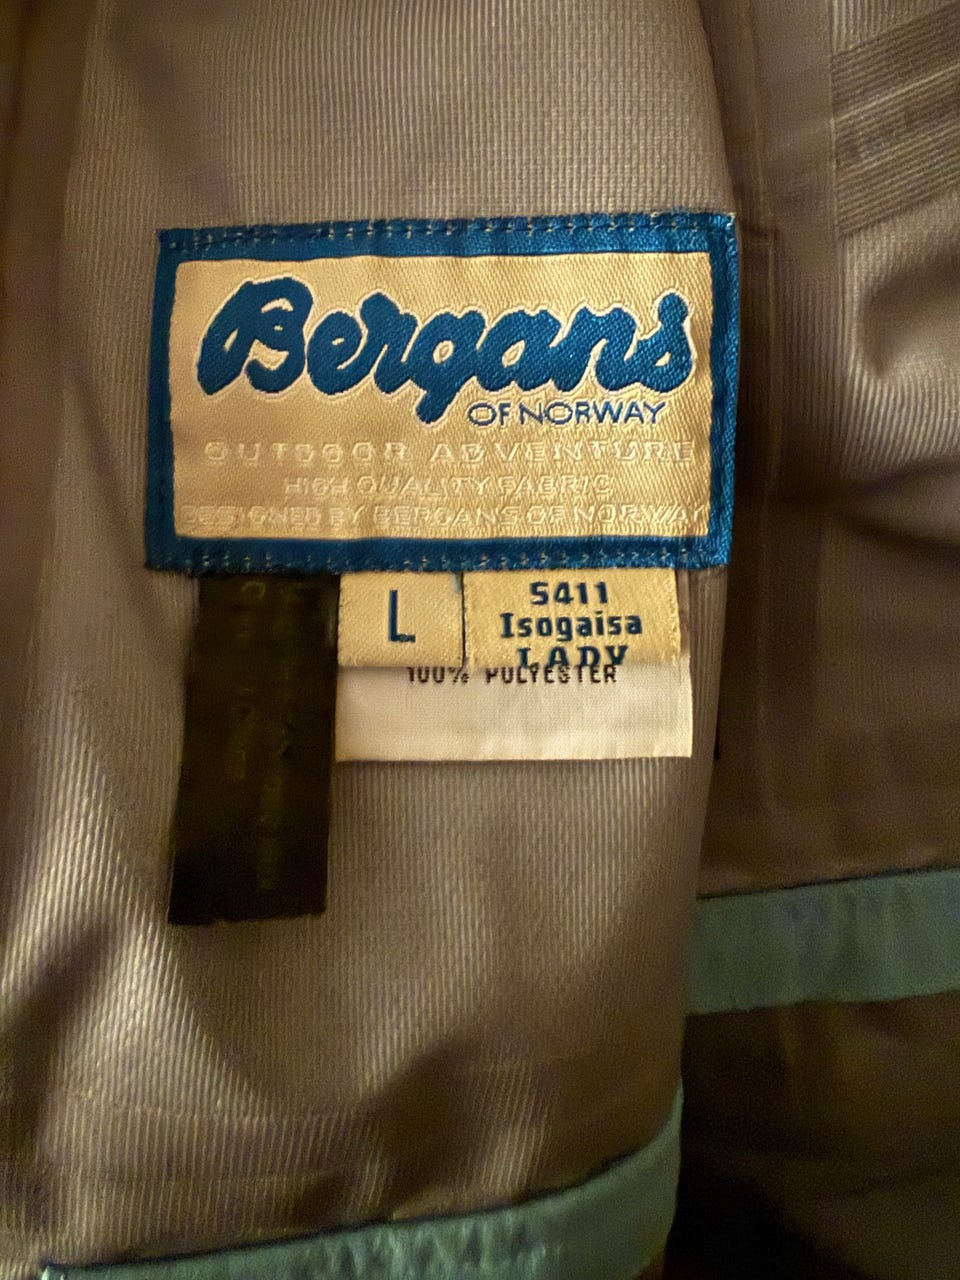 Bergans
OF NORWAY
OUTDOOR ADVENTURE
HIGH QUALITY FABRIC
DESIGNED BY BERGANS OF NORWAY
L
5411
Isogaisa
LADY
100% POLYESTER